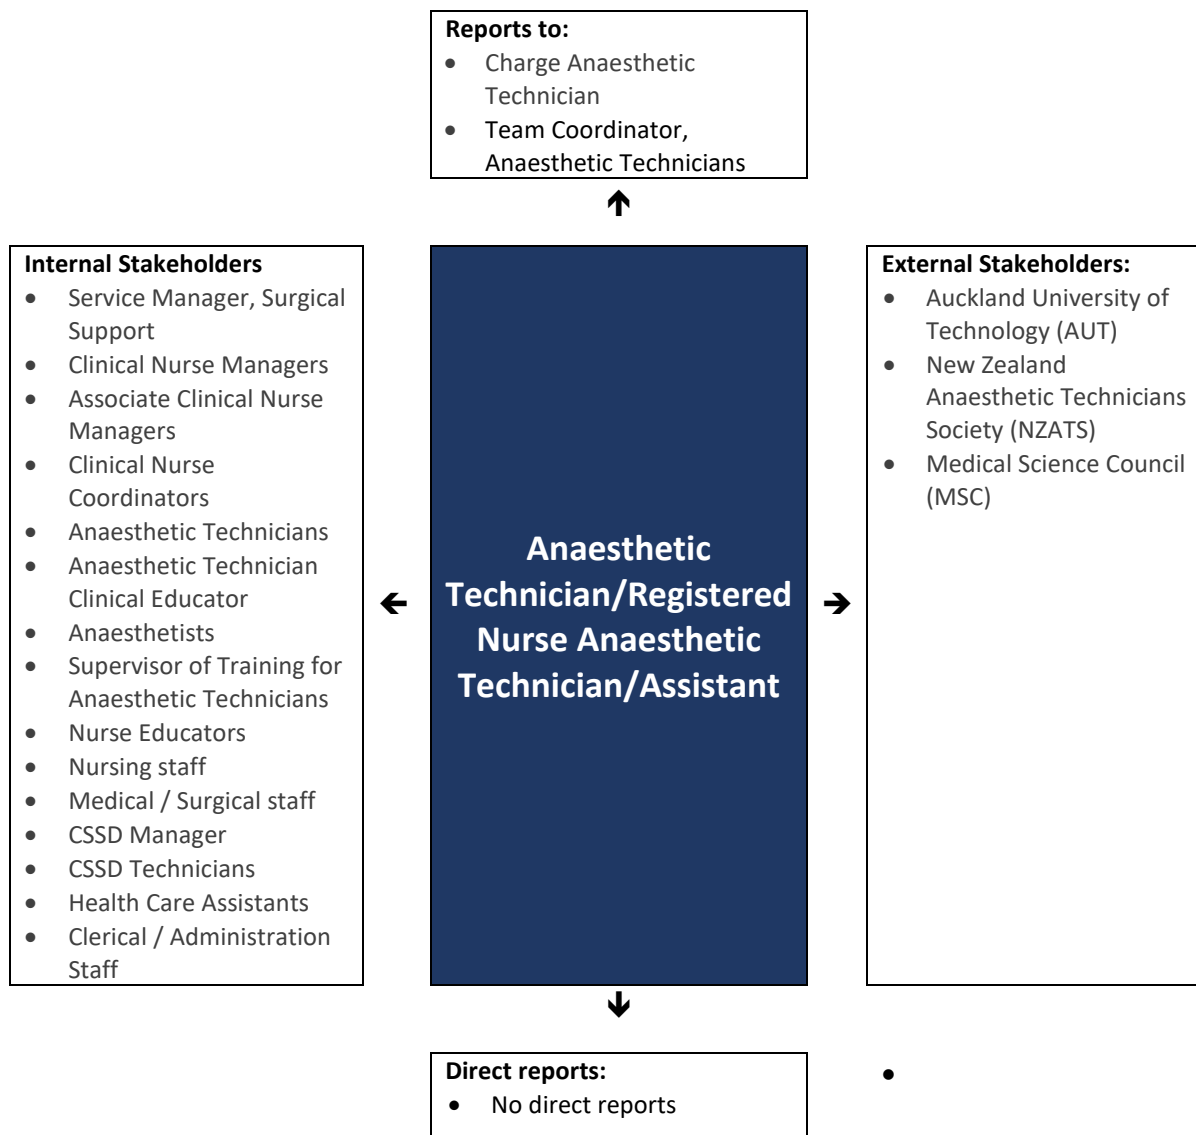 Reports to:
• Charge Anaesthetic
Technician
• Team Coordinator,
Anaesthetic Technicians
Internal Stakeholders
• Service Manager, Surgical
Support
• Clinical Nurse Managers
• Associate Clinical Nurse
Managers
• Clinical Nurse
Coordinators
• Anaesthetic Technicians
• Anaesthetic Technician
Clinical Educator
• Anaesthetists
• Supervisor of Training for
Anaesthetic Technicians
• Nurse Educators
• Nursing staff
• Medical / Surgical staff
• CSSD Manager
• CSSD Technicians
• Health Care Assistants
• Clerical / Administration
Staff
Anaesthetic
Technician/Registered
Nurse Anaesthetic
Technician/Assistant
External Stakeholders:
• Auckland University of
Technology (AUT)
• New Zealand
Anaesthetic Technicians
Society (NZATS)
• Medical Science Council
(MSC)
Direct reports:
• No direct reports
•